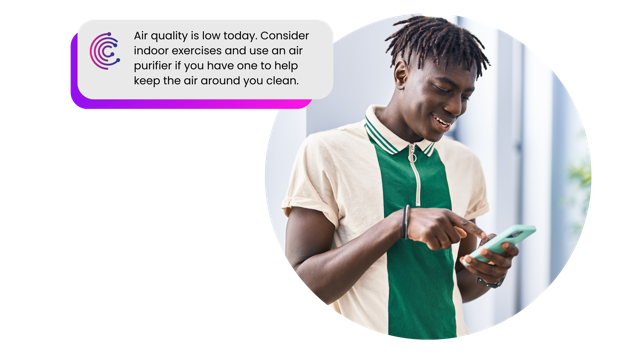 Air quality is low today. Consider
indoor exercises and use an air
purifier if you have one to help
keep the air around you clean.